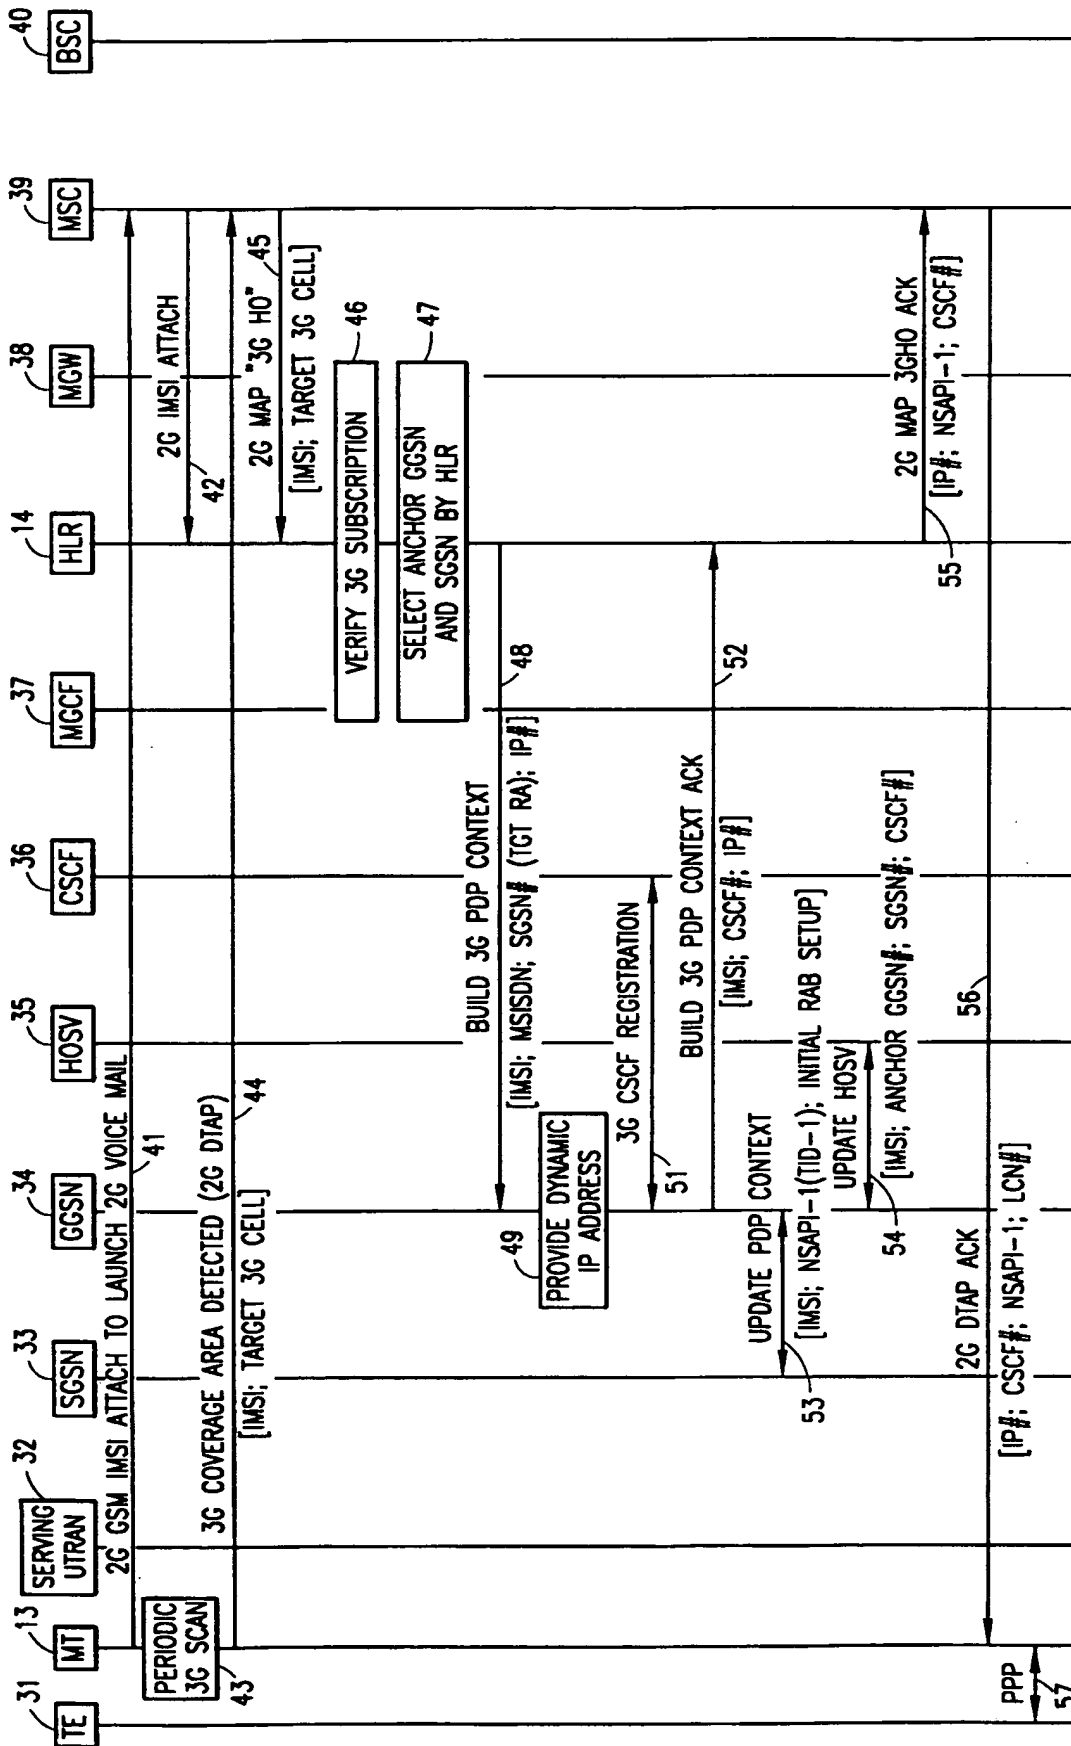 31
TE
13
MT
32
SERVING
UTRAN
33
SGSN
34
GGSN
35
HOSV
36
CSCF
37
MGCF
14
HLR
38
MGW
39
MSC
40
BSC
2G GSM IMSI ATTACH TO LAUNCH 2G VOICE MAIL
41
2G IMSI ATTACH
42
PERIODIC
3G SCAN
43
3G COVERAGE AREA DETECTED (2G DTAP)
44
[IMSI; TARGET 3G CELL]
2G MAP "3G HO"
45
[IMSI; TARGET 3G CELL]
VERIFY 3G SUBSCRIPTION
46
SELECT ANCHOR GGSN
AND SGSN BY HLR
47
BUILD 3G PDP CONTEXT
48
[IMSI; MSISDN; SGSN# (TGT RA); IP#]
49
PROVIDE DYNAMIC
IP ADDRESS
3G CSCF REGISTRATION
51
BUILD 3G PDP CONTEXT ACK
52
[IMSI; CSCF#; IP#]
UPDATE PDP CONTEXT
53
[IMSI; NSAPI-1(TID-1); INITIAL RAB SETUP]
UPDATE HOSV
54
[IMSI; ANCHOR GGSN#; SGSN#; CSCF#]
2G MAP 3GHO ACK
55
[IP#; NSAPI-1; CSCF#]
2G DTAP ACK
56
[IP#; CSCF#; NSAPI-1; LCN#]
PPP
57